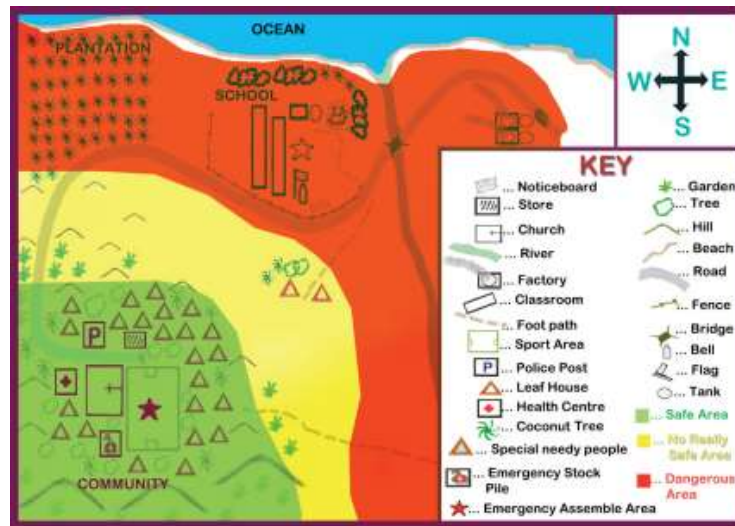 OCEAN
PLANTATION
SCHOOL
COMMUNITY
P
N
W E
S
KEY
... Noticeboard
... Store
... Church
... River
... Factory
... Classroom
... Foot path
... Sport Area
P ... Police Post
... Leaf House
... Health Centre
... Coconut Tree
... Special needy people
... Emergency Stock
Pile
... Emergency Assemble Area
... Garden
... Tree
... Hill
... Beach
... Road
... Fence
... Bridge
... Bell
... Flag
... Tank
... Safe Area
... No Really
Safe Area
... Dangerous
Area